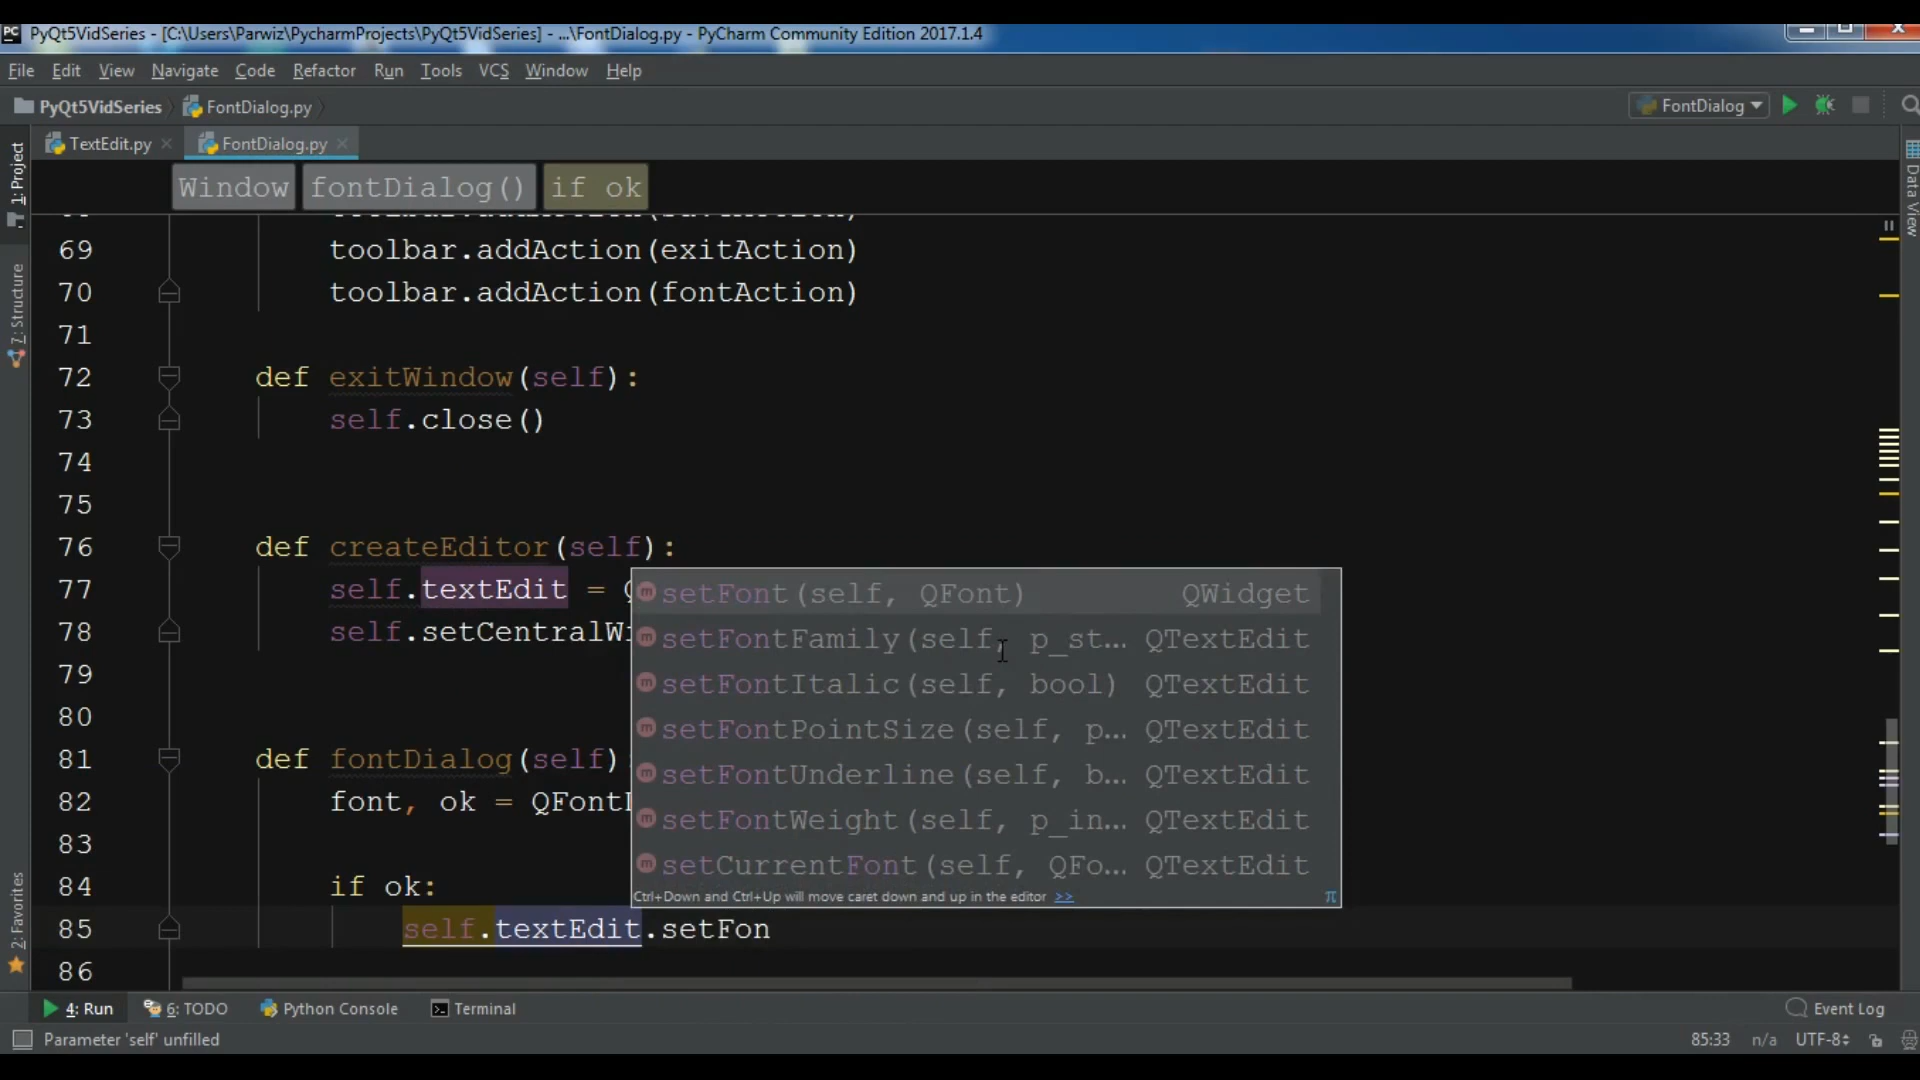 PC PyQt5VidSeries - [C:\Users\Parwiz\PycharmProjects\PyQt5VidSeries] - ...\FontDialog.py - PyCharm Community Edition 2017.1.4
File Edit View Navigate Code Refactor Run Tools VCS Window Help
PyQt5VidSeries FontDialog.py FontDialog
TextEdit.py FontDialog.py
Window fontDialog() if ok
69 toolbar.addAction(exitAction)
70 toolbar.addAction(fontAction)
71
72 def exitWindow(self):
73 self.close()
74
75
76 def createEditor(self):
77 self.textEdit =
78 self.setCentralWi
79
80
81 def fontDialog(self)
82 font, ok = QFont
83
84 if ok:
85 self.textEdit.setFon
86
setFont(self, QFont) QWidget
setFontFamily(self, p_st... QTextEdit
setFontItalic(self, bool) QTextEdit
setFontPointSize(self, p... QTextEdit
setFontUnderline(self, b... QTextEdit
setFontWeight(self, p_in... QTextEdit
setCurrentFont(self, QFo... QTextEdit
Ctrl+Down and Ctrl+Up will move caret down and up in the editor >> π
1: Project
7: Structure
2: Favorites
Data View
4: Run 6: TODO Python Console Terminal Event Log
Parameter 'self' unfilled 85:33 n/a UTF-8